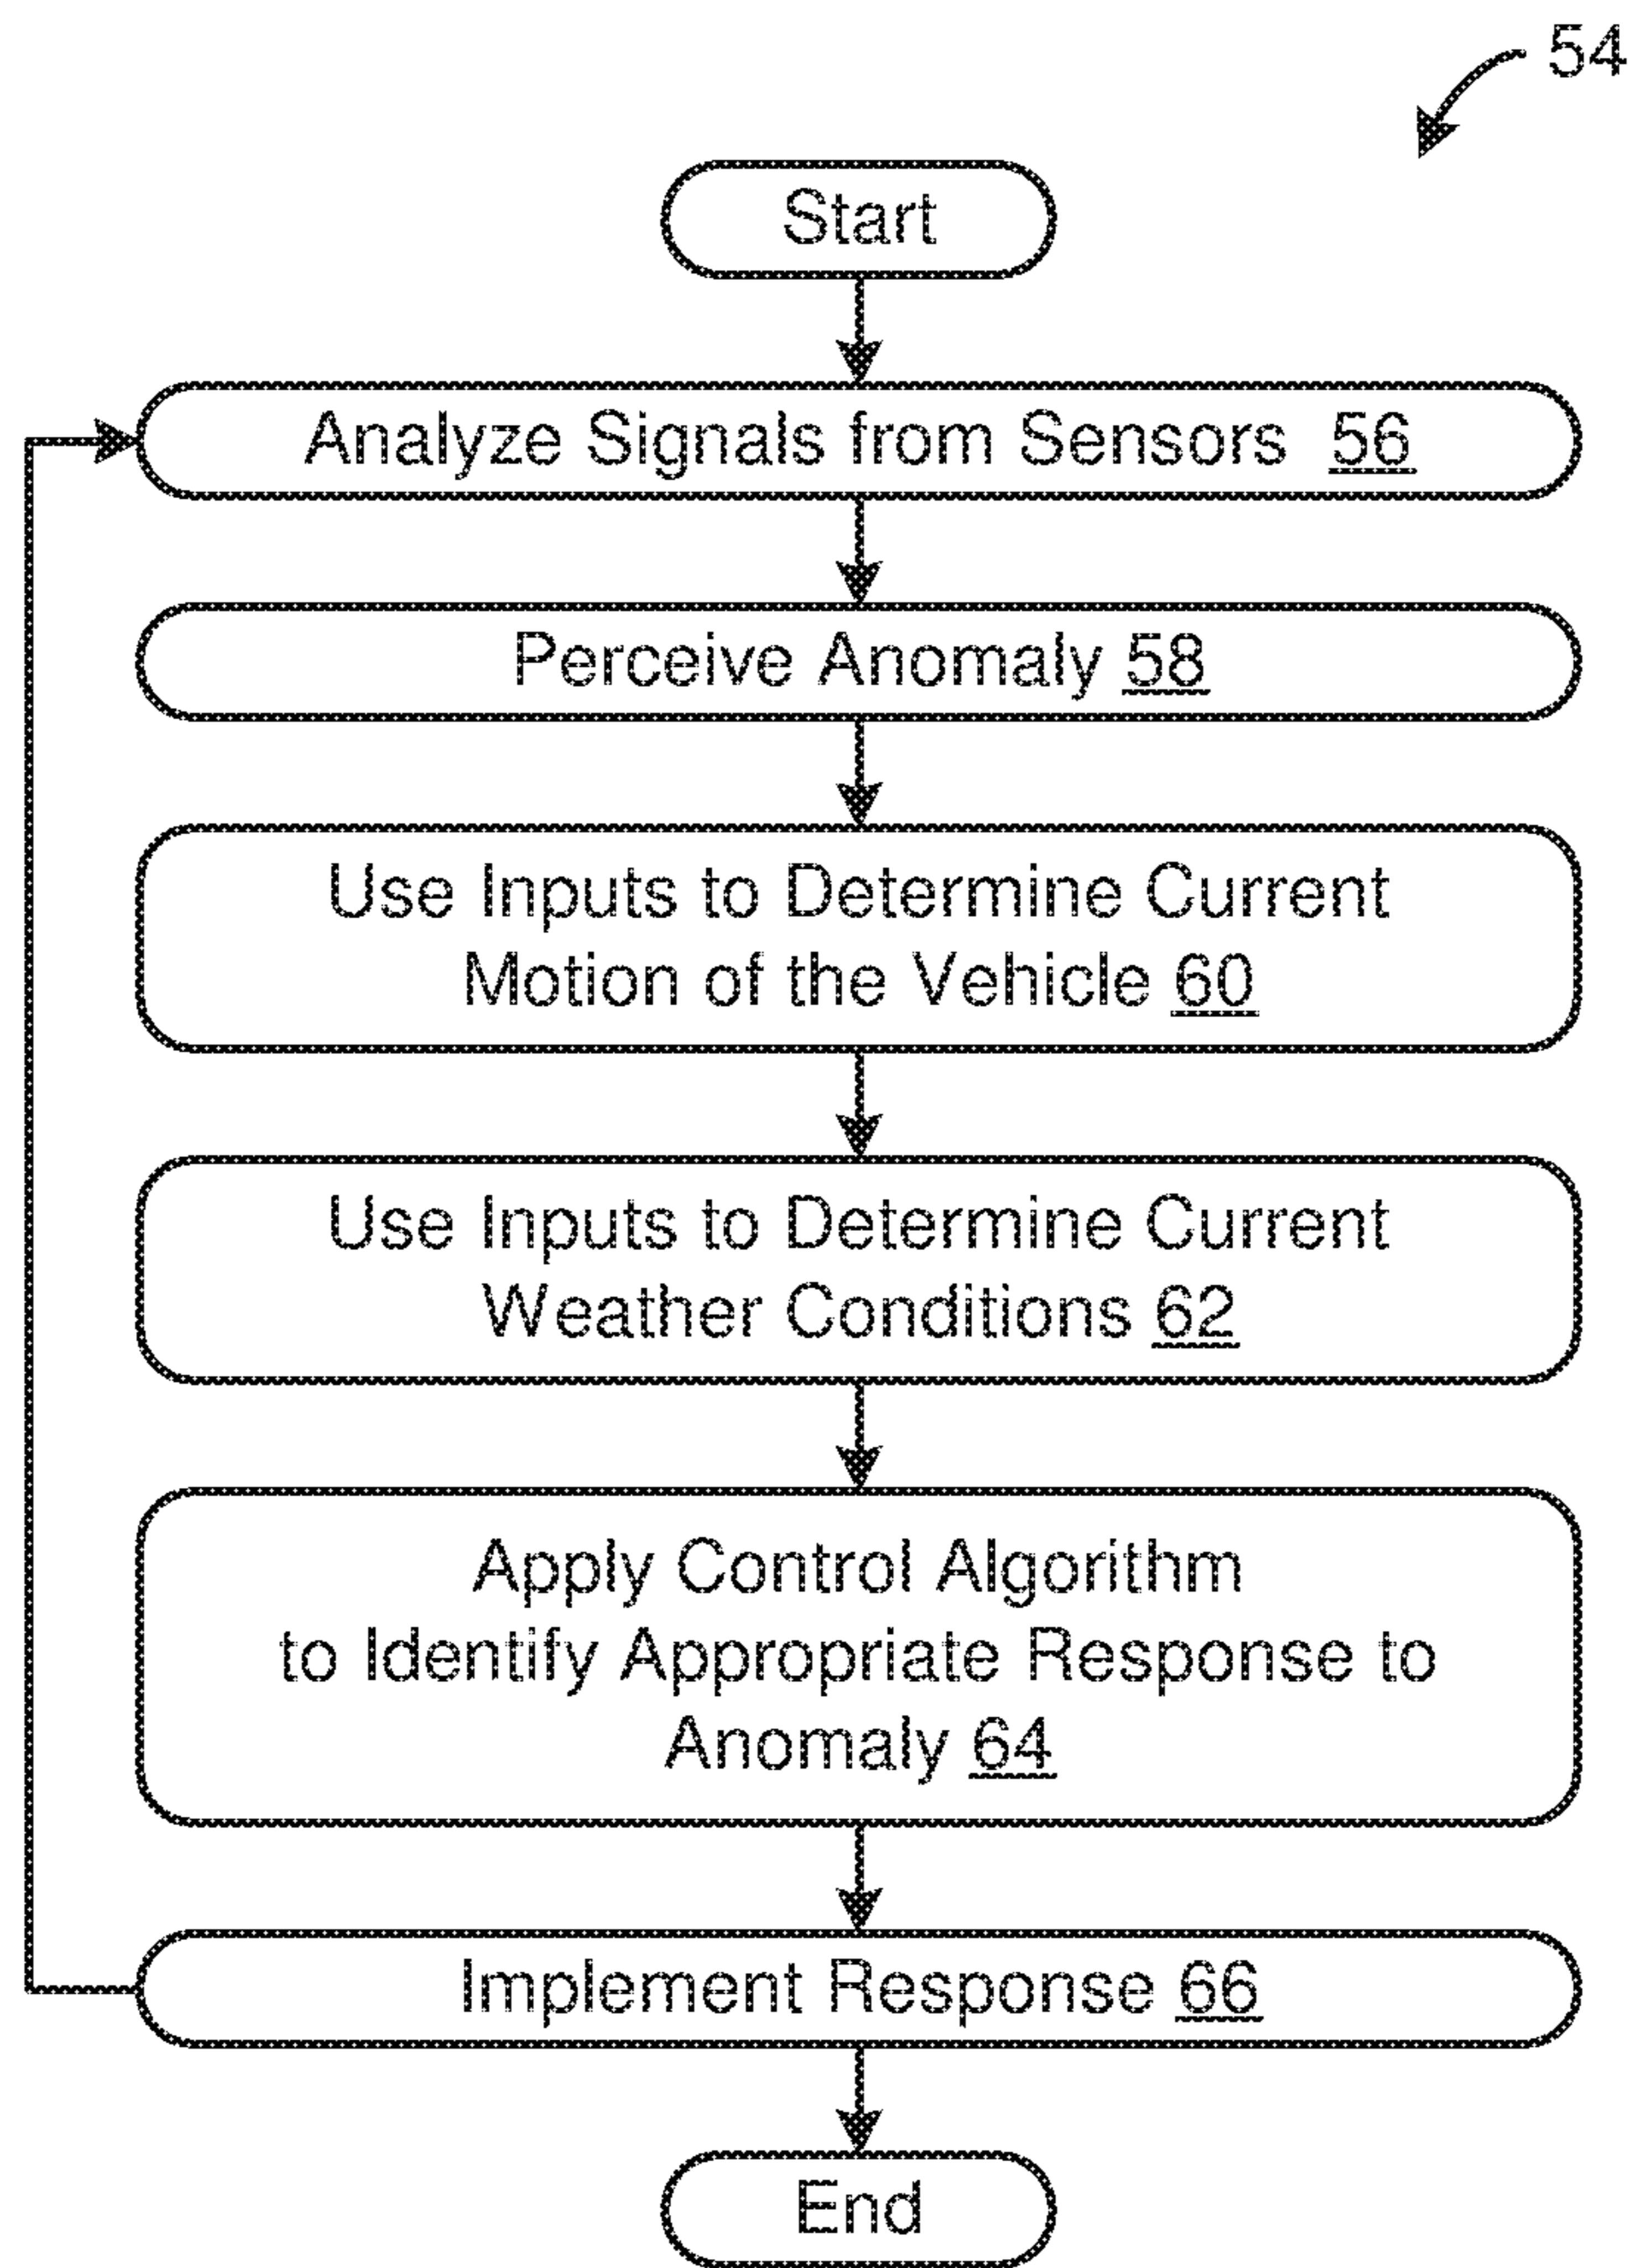 54
Start
Analyze Signals from Sensors 56
Perceive Anomaly 58
Use Inputs to Determine Current
Motion of the Vehicle 60
Use Inputs to Determine Current
Weather Conditions 62
Apply Control Algorithm
to Identify Appropriate Response to
Anomaly 64
Implement Response 66
End